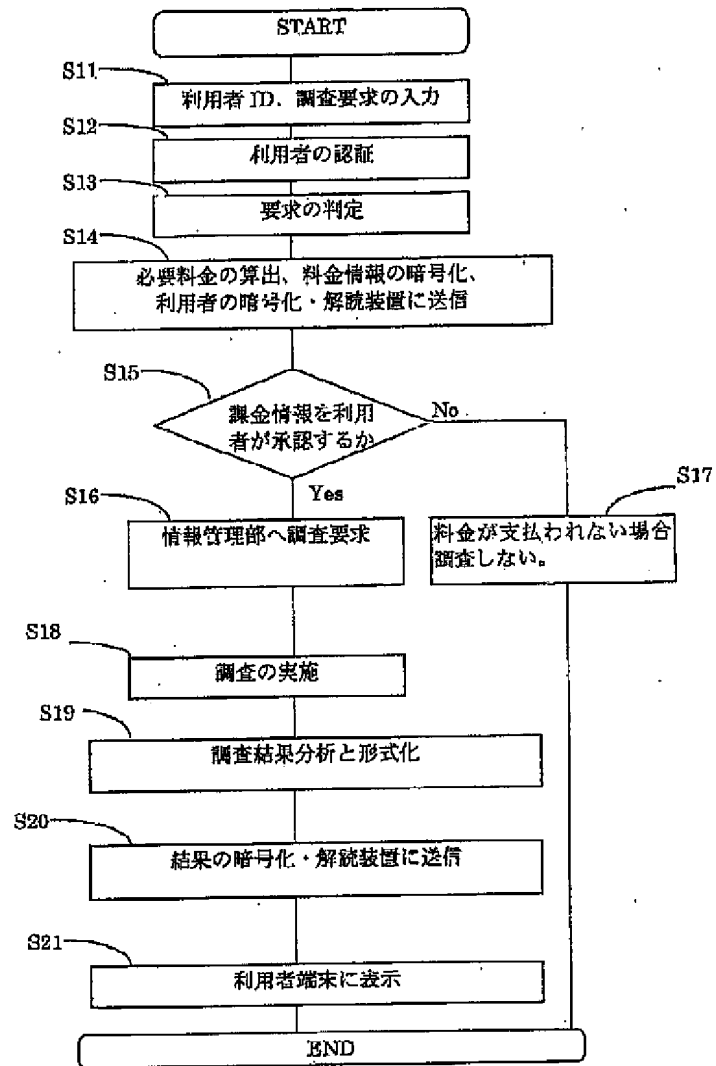 START
S11
利用者 ID、調査要求の入力
S12
利用者の認証
S13
要求の判定
S14
必要料金の算出、料金情報の暗号化、
利用者の暗号化・解読装置に送信
S15
課金情報を利用
者が承認するか
No
Yes
S16
情報管理部へ調査要求
S17
料金が支払われない場合
調査しない。
S18
調査の実施
S19
調査結果分析と形式化
S20
結果の暗号化・解読装置に送信
S21
利用者端末に表示
END